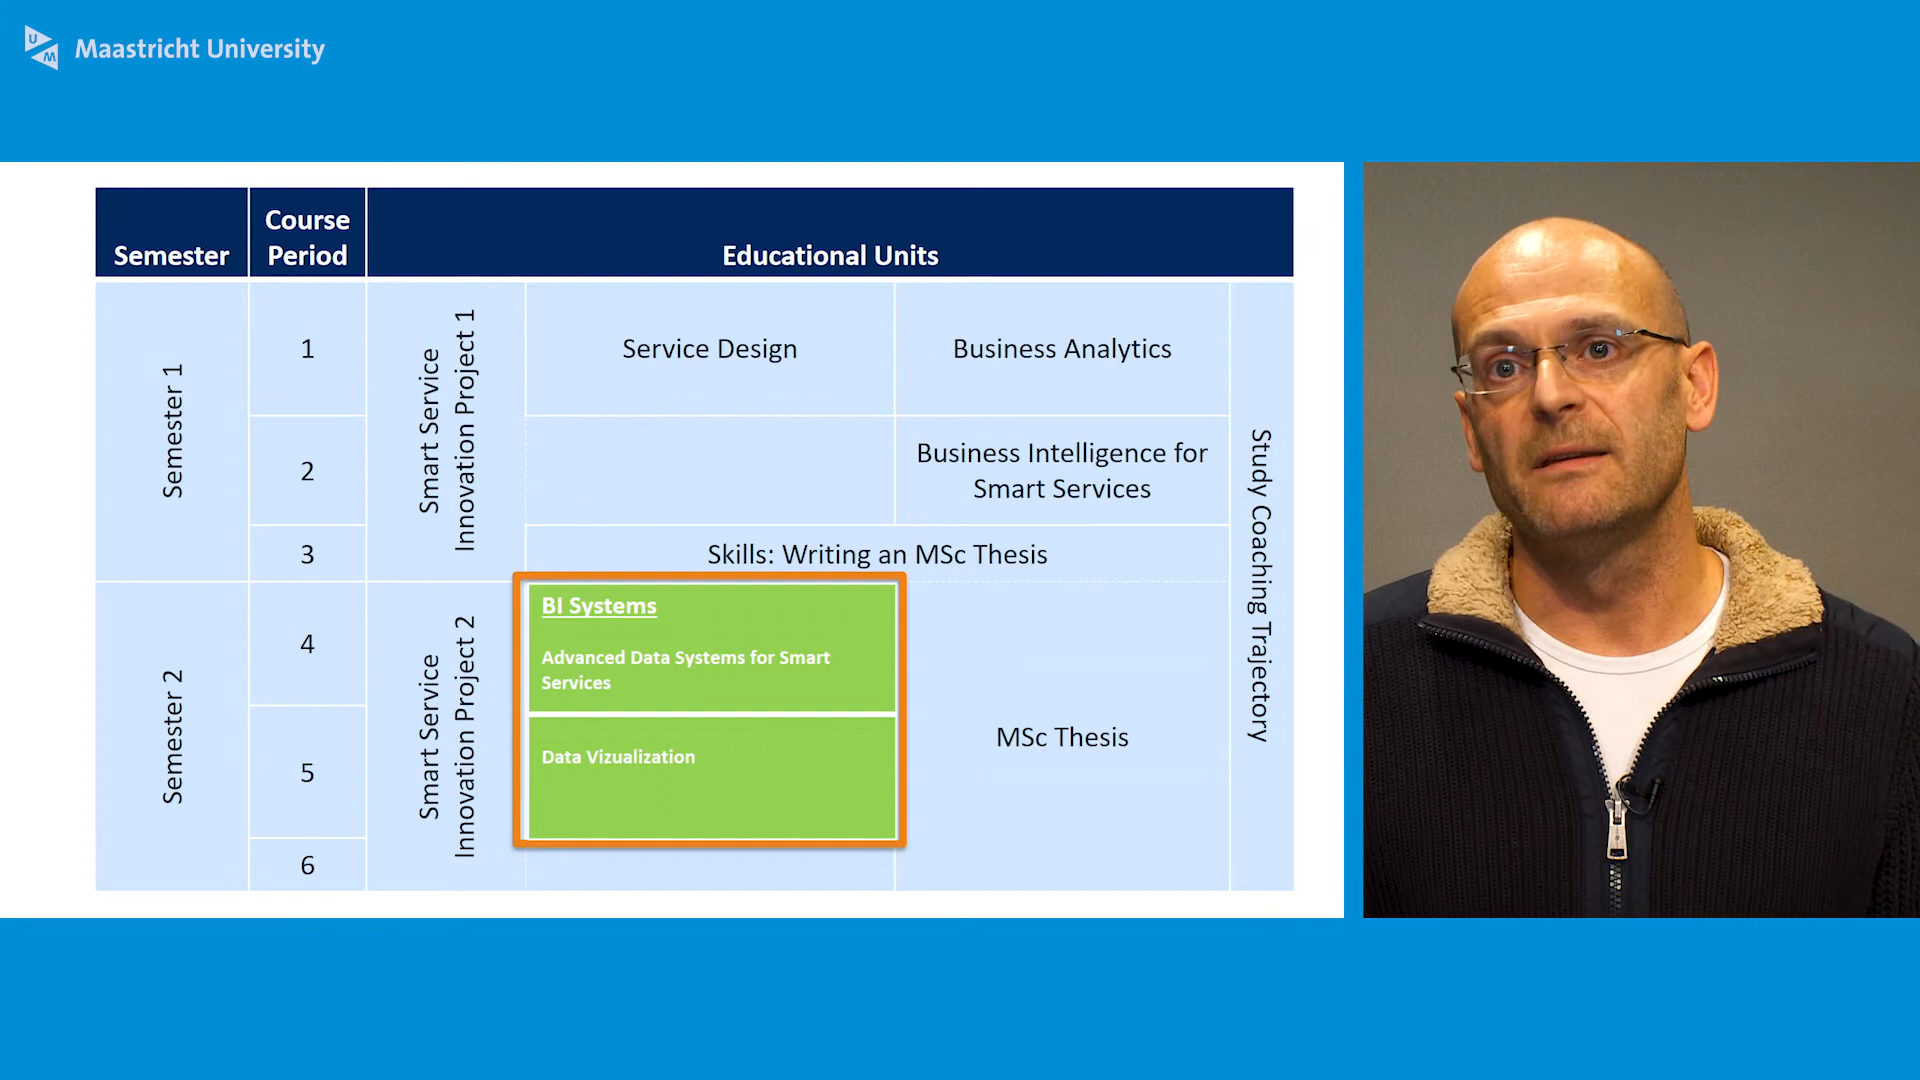 U
M
Maastricht University
Semester
Course
Period
Educational Units
Semester 1
1
Smart Service
Innovation Project 1
Service Design
Business Analytics
2
Business Intelligence for
Smart Services
3
Skills: Writing an MSc Thesis
Study Coaching Trajectory
Semester 2
4
Smart Service
Innovation Project 2
BI Systems
Advanced Data Systems for Smart
Services
MSc Thesis
5
Data Vizualization
6